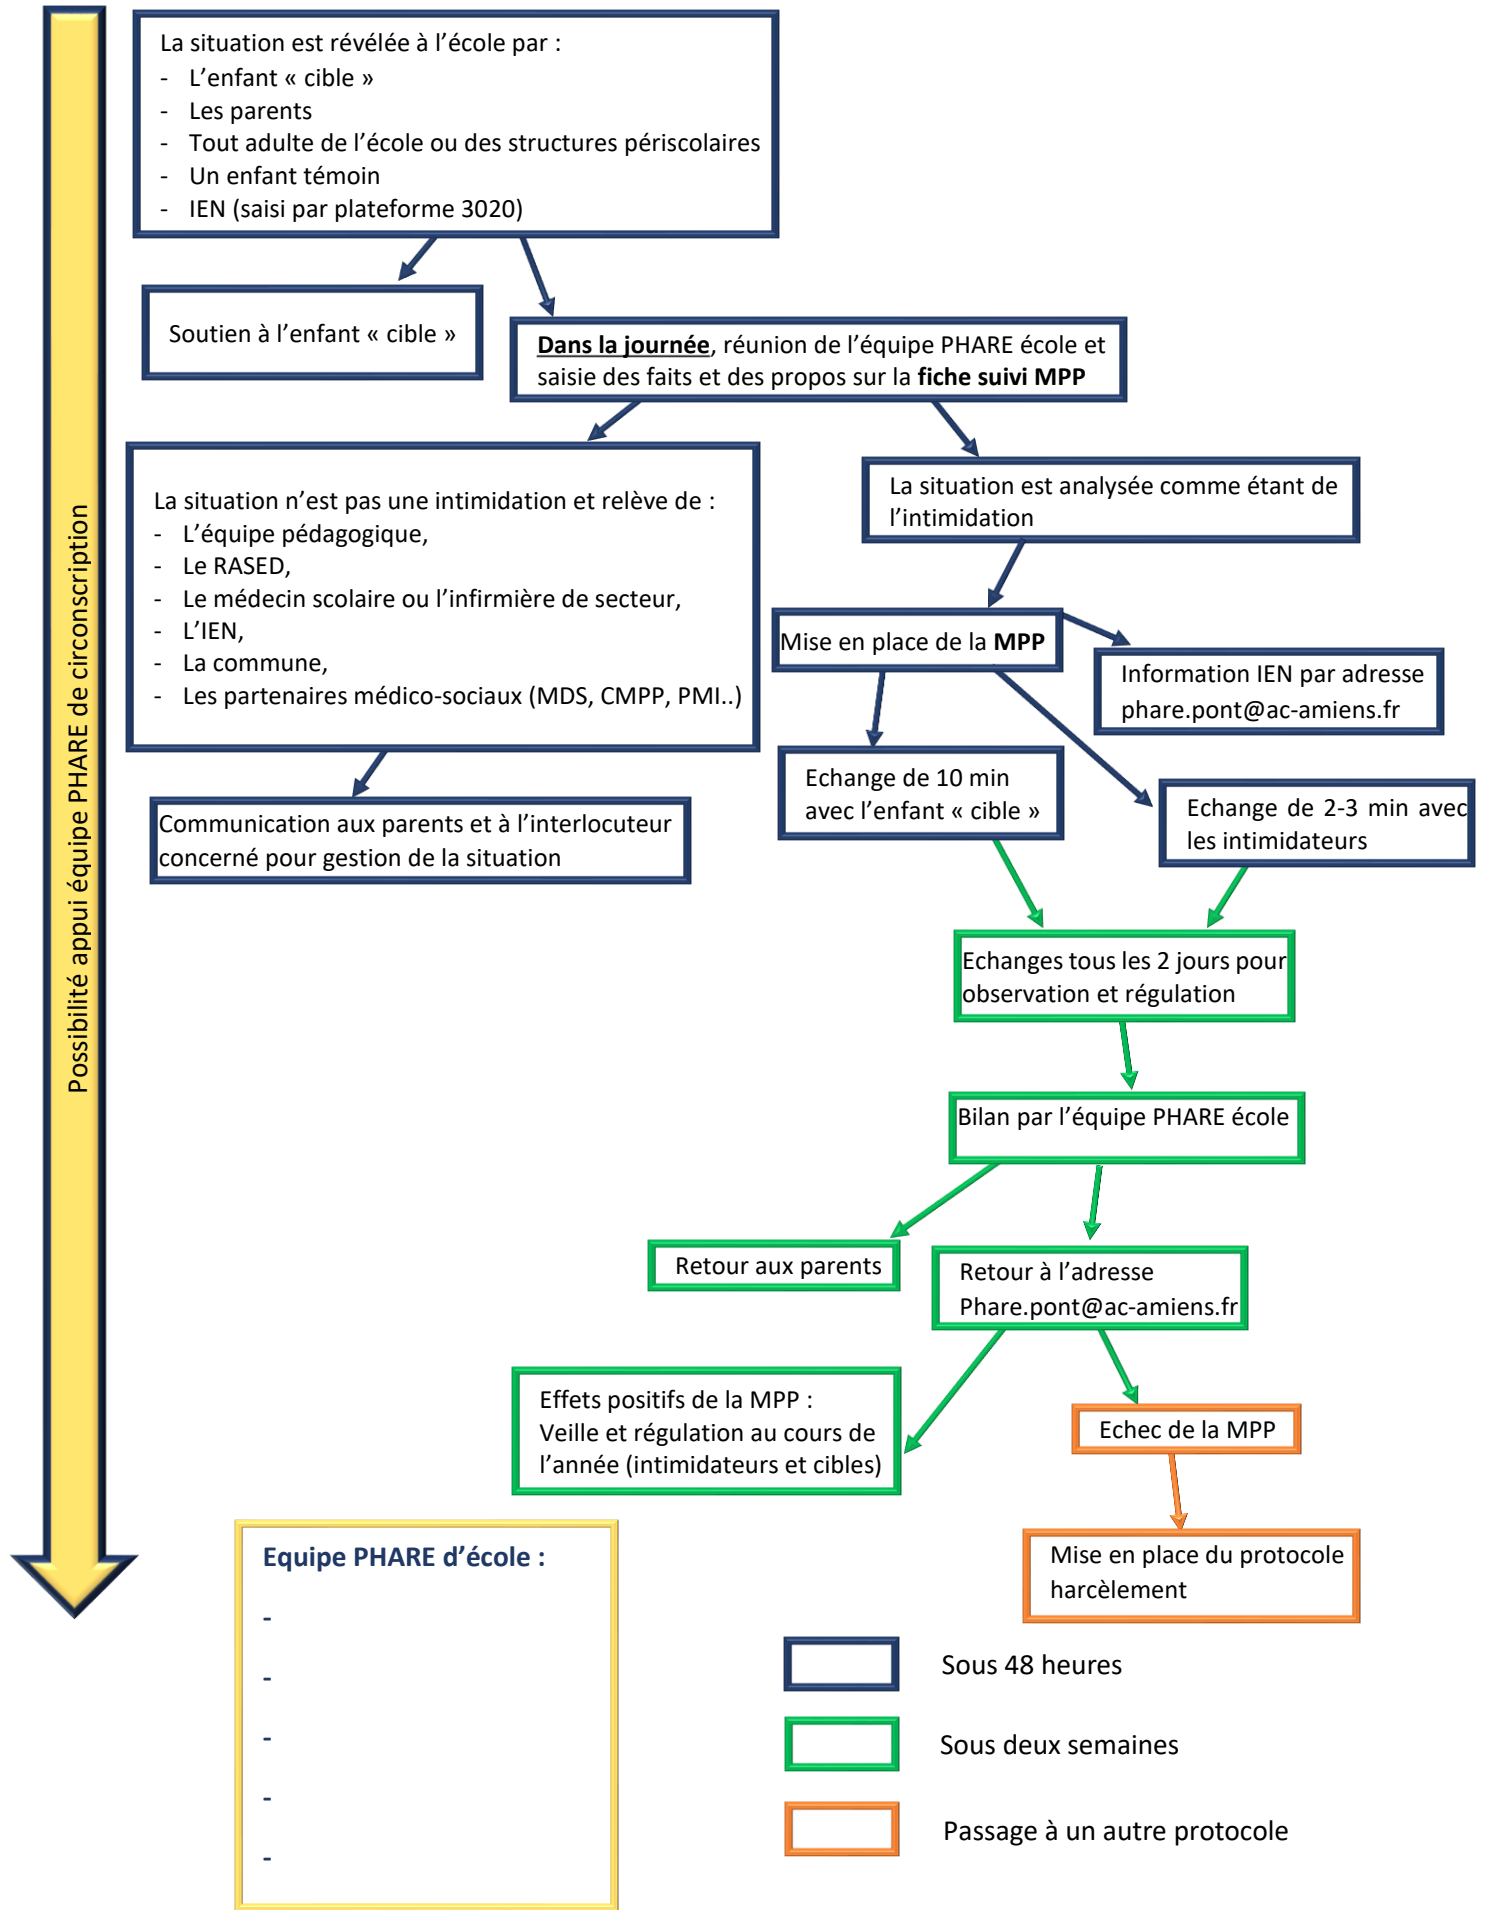 La situation est révélée à l’école par :
- L’enfant « cible »
- Les parents
- Tout adulte de l’école ou des structures périscolaires
- Un enfant témoin
- IEN (saisi par plateforme 3020)
Soutien à l’enfant « cible »
Dans la journée, réunion de l’équipe PHARE école et
saisie des faits et des propos sur la fiche suivi MPP
La situation n’est pas une intimidation et relève de :
- L’équipe pédagogique,
- Le RASED,
- Le médecin scolaire ou l’infirmière de secteur,
- L’IEN,
- La commune,
- Les partenaires médico-sociaux (MDS, CMPP, PMI..)
La situation est analysée comme étant de
l’intimidation
Mise en place de la MPP
Information IEN par adresse
phare.pont@ac-amiens.fr
Communication aux parents et à l’interlocuteur
concerné pour gestion de la situation
Echange de 10 min
avec l’enfant « cible »
Echange de 2-3 min avec
les intimidateurs
Possibilité appui équipe PHARE de circonscription
Echanges tous les 2 jours pour
observation et régulation
Bilan par l’équipe PHARE école
Retour aux parents
Retour à l’adresse
Phare.pont@ac-amiens.fr
Effets positifs de la MPP :
Veille et régulation au cours de
l’année (intimidateurs et cibles)
Echec de la MPP
Mise en place du protocole
harcèlement
Equipe PHARE d’école :
-
-
-
-
-
Sous 48 heures
Sous deux semaines
Passage à un autre protocole